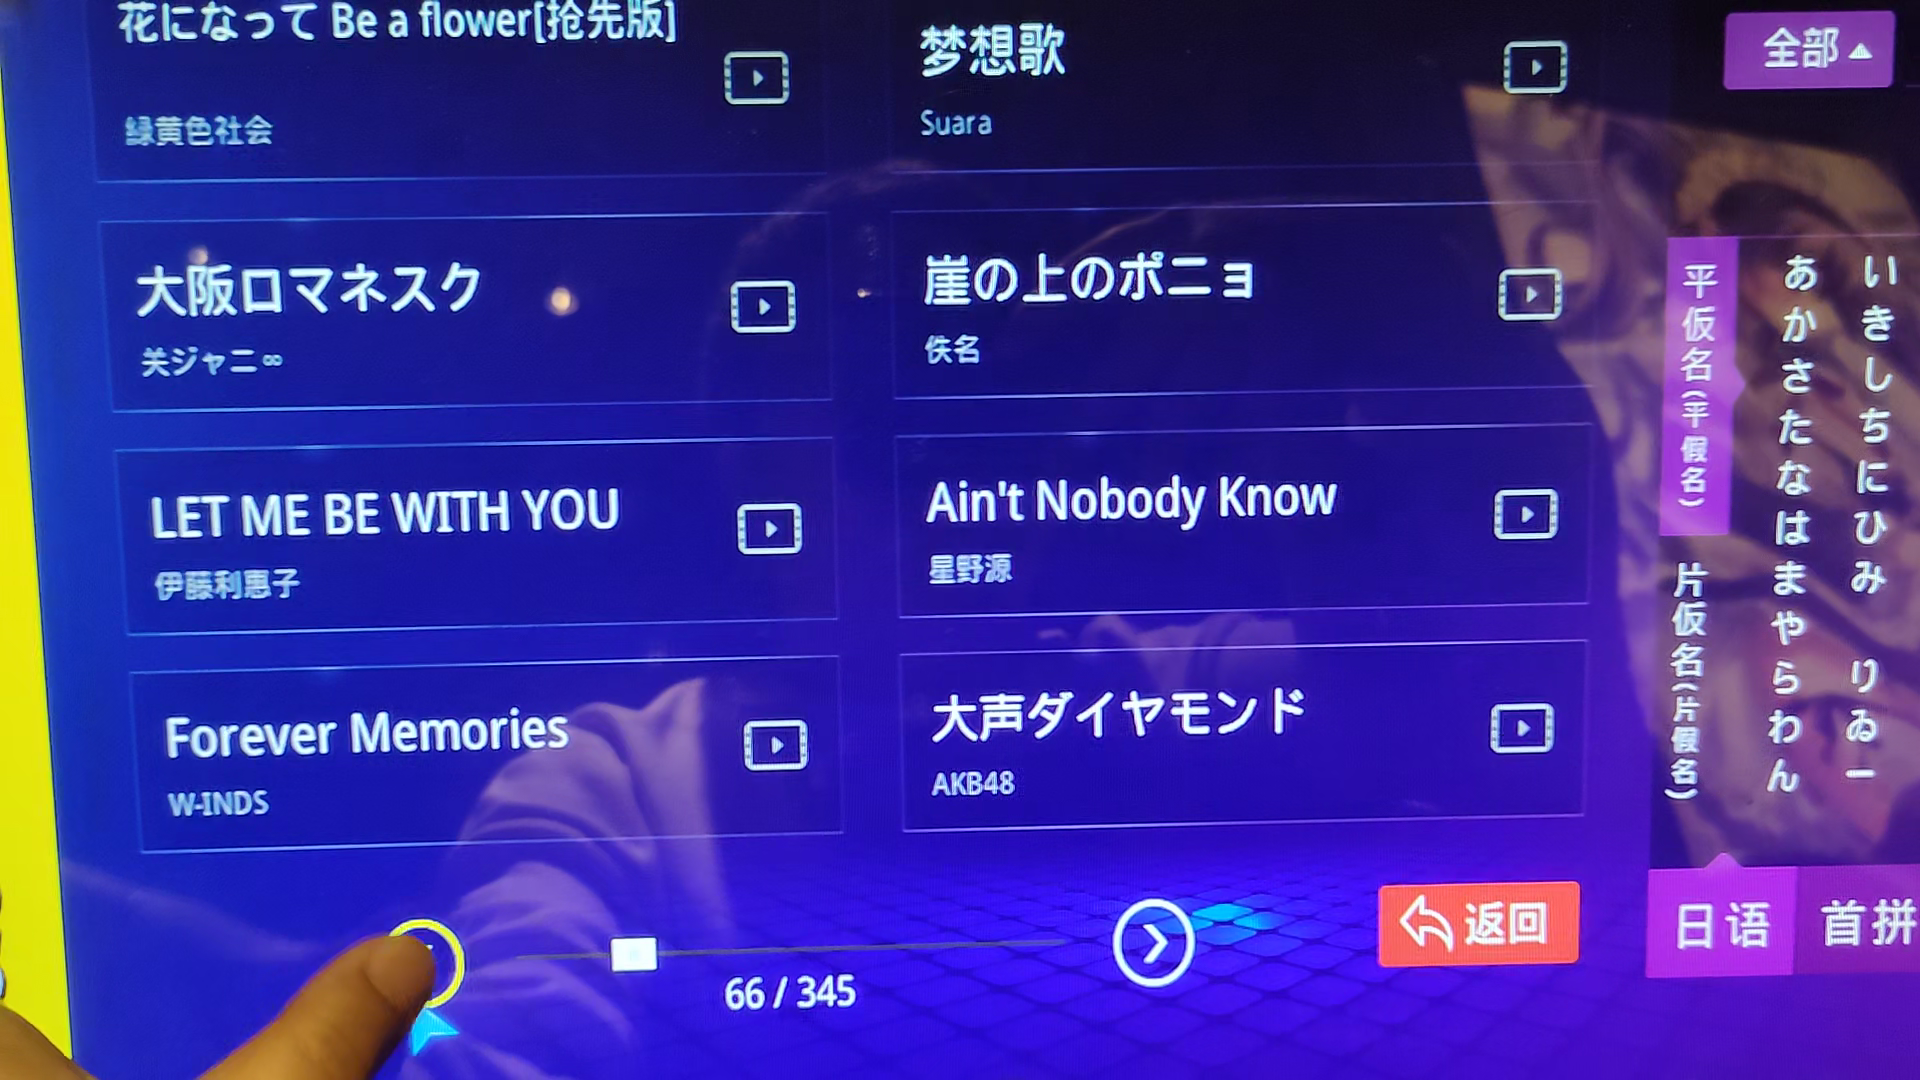 花になって Be a flower[抢先版]
緑黄色社会
梦想歌
Suara
大阪ロマネスク
关ジャニ∞
崖の上のポニョ
佚名
LET ME BE WITH YOU
伊藤利恵子
Ain't Nobody Know
星野源
Forever Memories
W-INDS
大声ダイヤモンド
AKB48
66 / 345
返回
全部
平仮名(平假名)
片仮名(片假名)
あかさたなはまやらわん
いきしちにひみ りゐー
日语
首拼